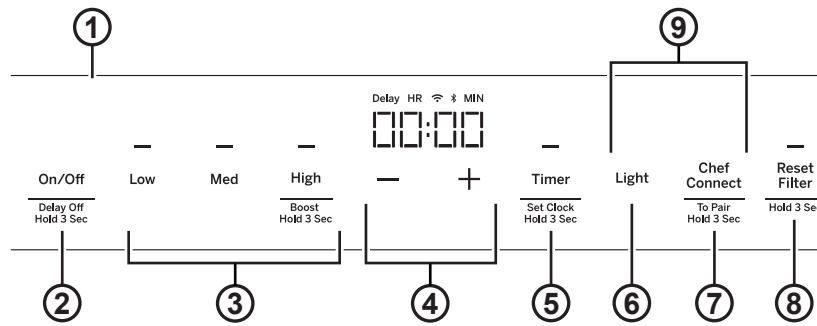 1
9
Delay HR MIN
00:00
On/Off
Delay Off
Hold 3 Sec
Low
Med
High
Boost
Hold 3 Sec
— +
Timer
Set Clock
Hold 3 Sec
Light
Chef
Connect
To Pair
Hold 3 Sec
Reset
Filter
Hold 3 Se
2
3
4
5
6
7
8